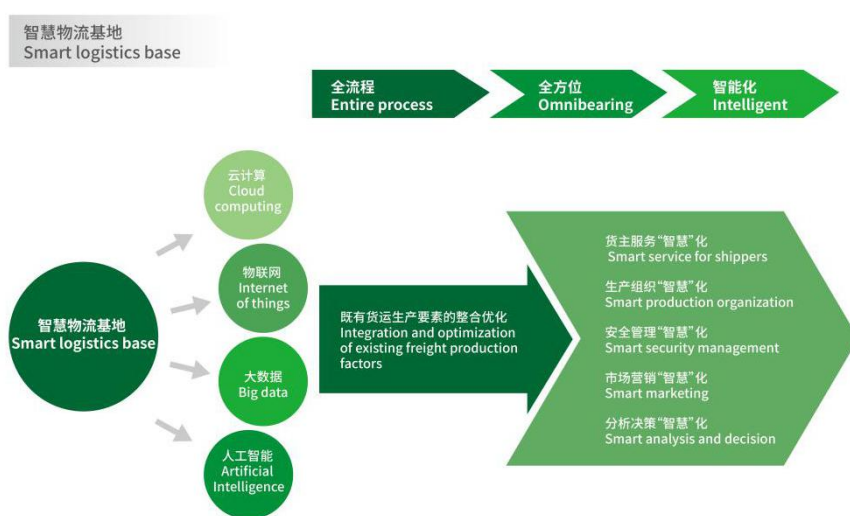 智慧物流基地
Smart logistics base
全流程
Entire process
全方位
Omnibearing
智能化
Intelligent
云计算
Cloud
computing
物联网
Internet
of things
智慧物流基地
Smart logistics base
大数据
Big data
人工智能
Artificial
Intelligence
既有货运生产要素的整合优化
Integration and optimization
of existing freight production
factors
货主服务“智慧”化
Smart service for shippers
生产组织“智慧”化
Smart production organization
安全管理“智慧”化
Smart security management
市场营销“智慧”化
Smart marketing
分析决策“智慧”化
Smart analysis and decision